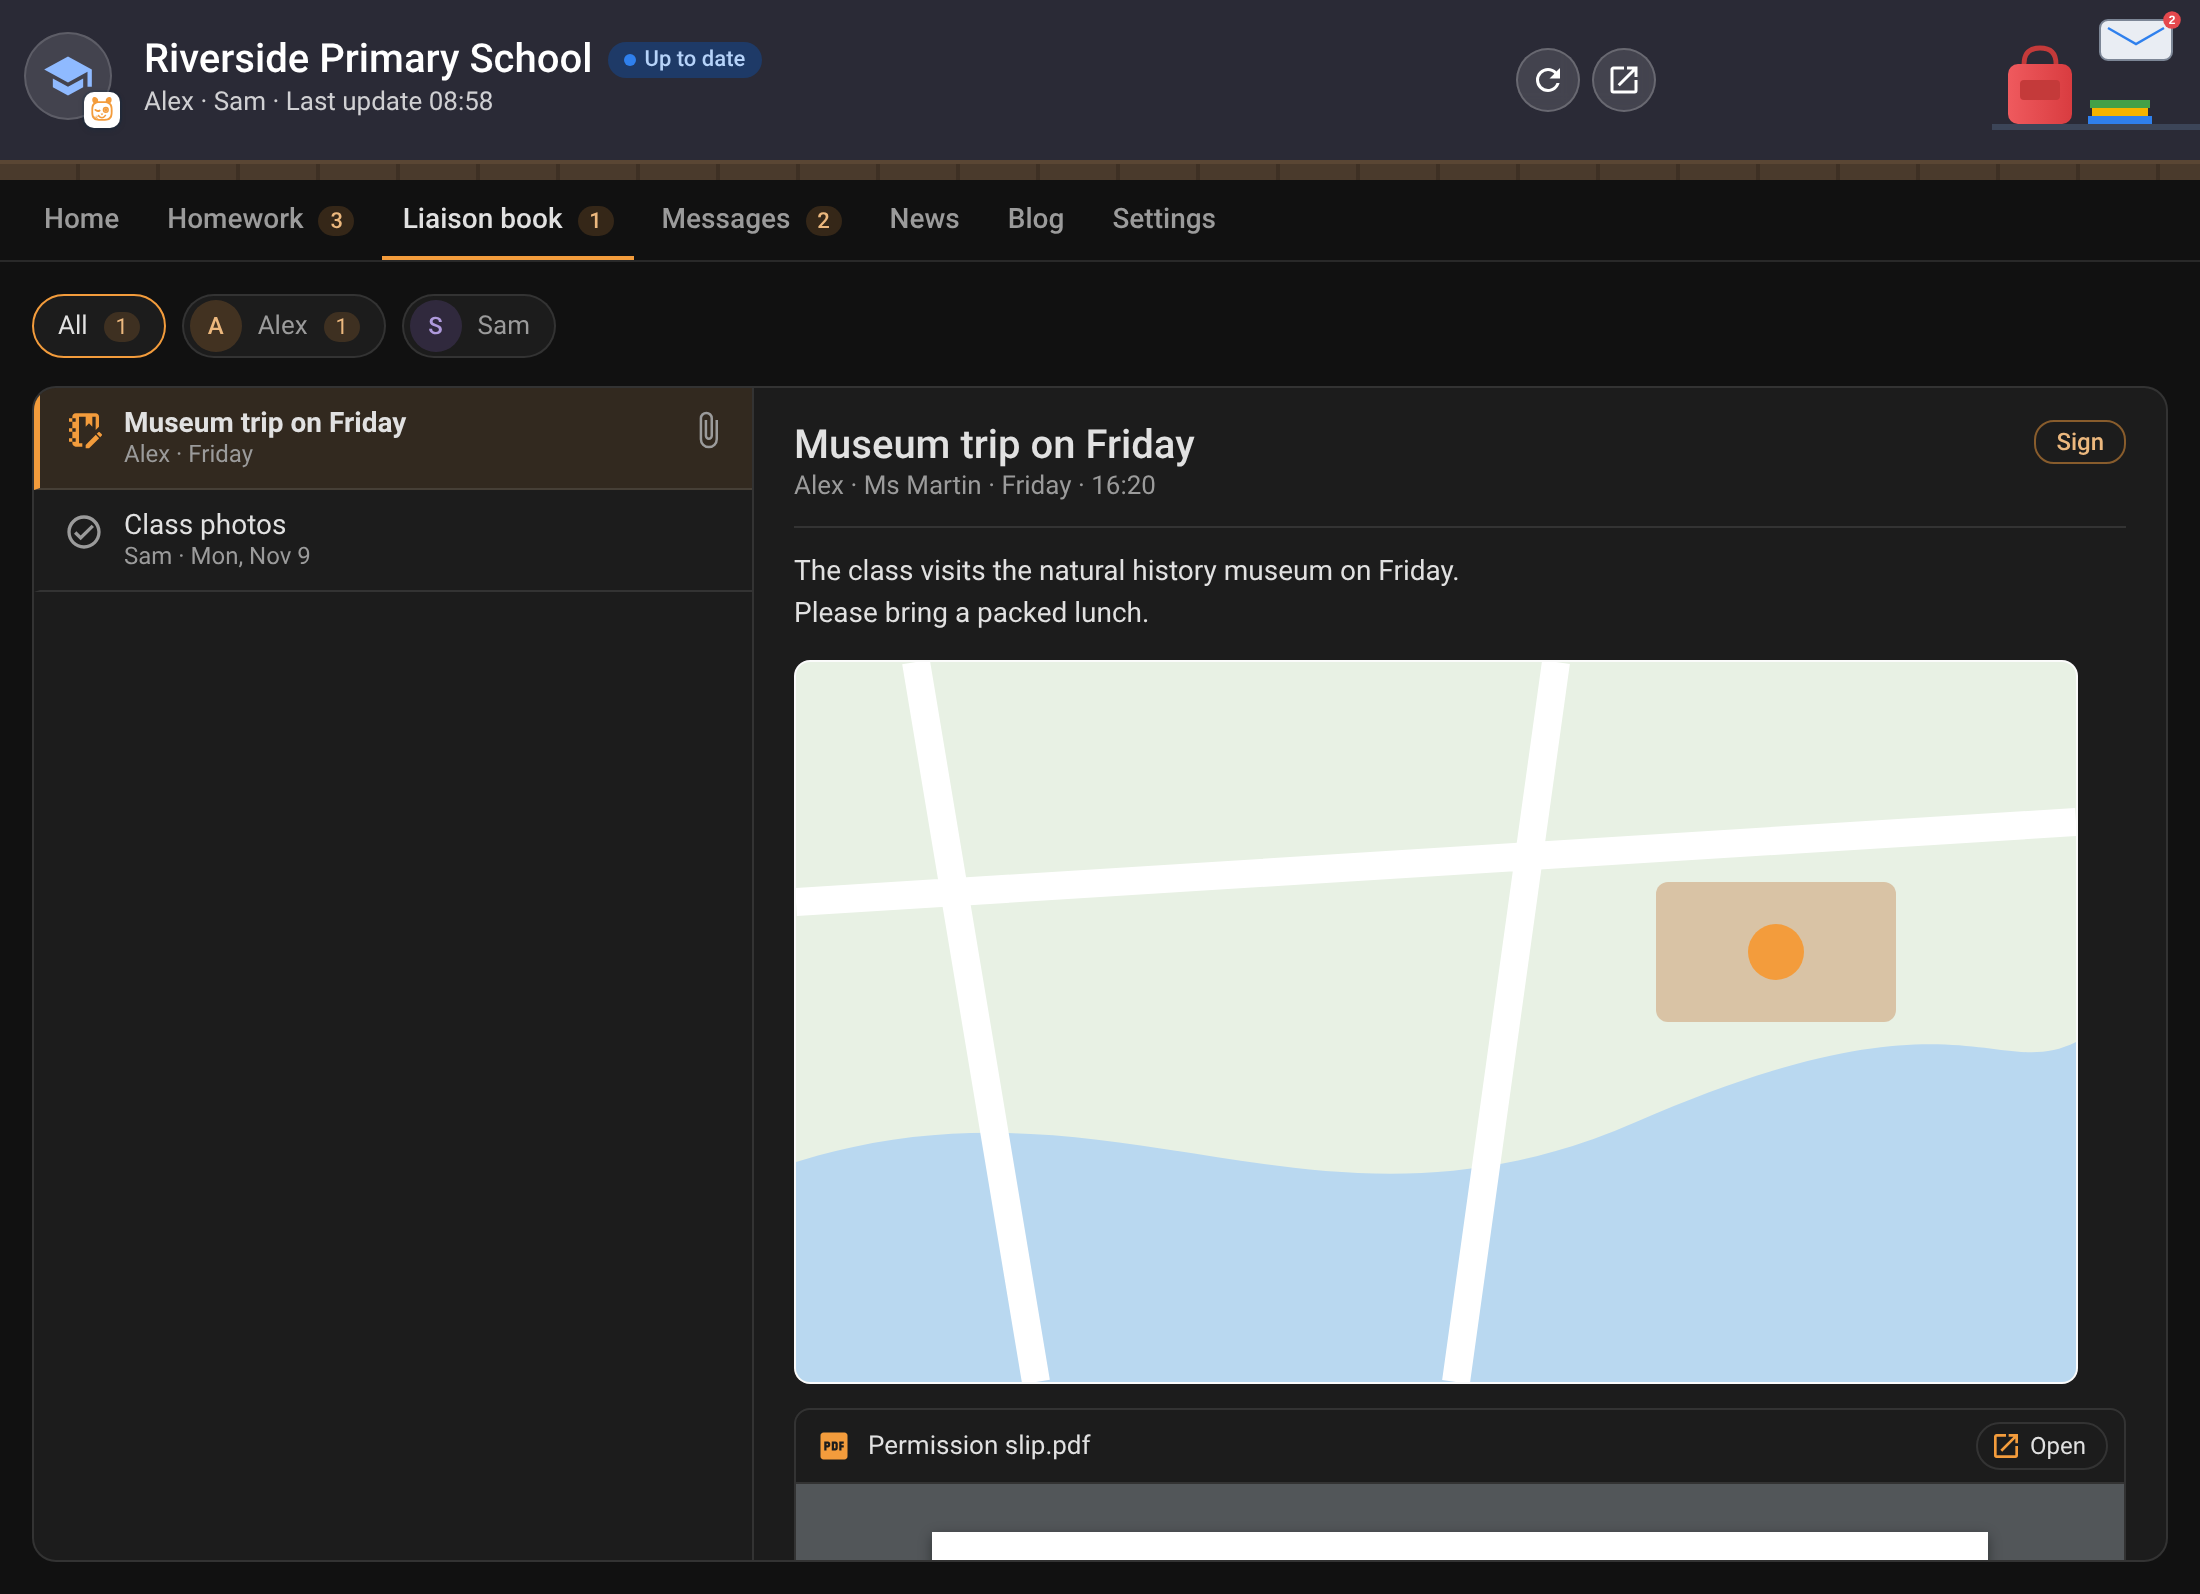 Riverside Primary School
Up to date
Alex · Sam · Last update 08:58
2
Home
Homework 3
Liaison book 1
Messages 2
News
Blog
Settings
All 1
A Alex 1
S Sam
Museum trip on Friday
Alex · Friday
Class photos
Sam · Mon, Nov 9
Museum trip on Friday
Sign
Alex · Ms Martin · Friday · 16:20
The class visits the natural history museum on Friday.
Please bring a packed lunch.
PDF Permission slip.pdf
Open